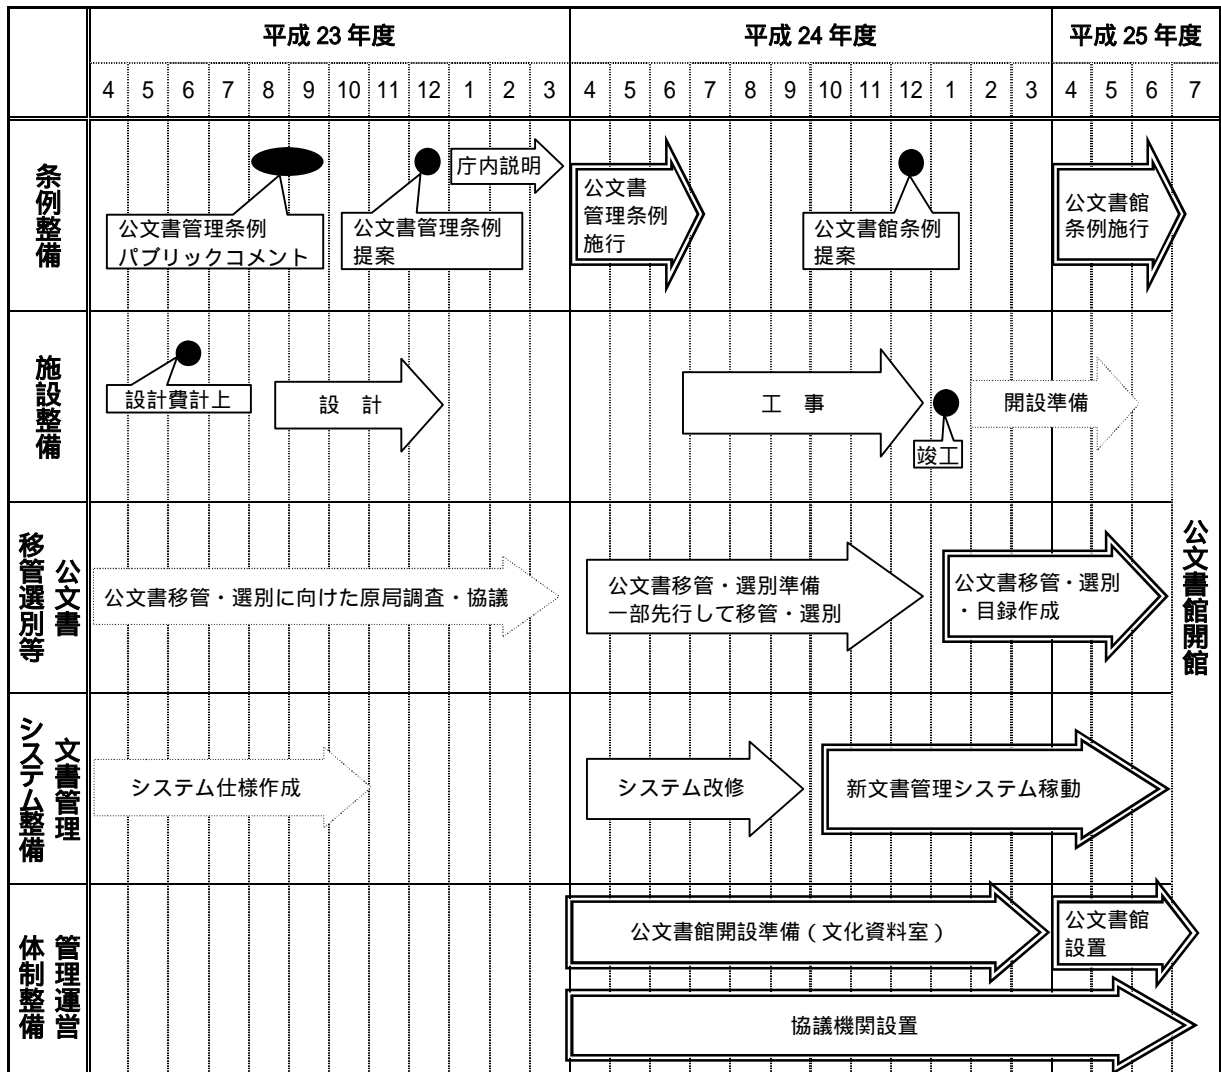 平成 23 年度 平成 24 年度 平成 25 年度
4 5 6 7 8 9 10 11 12 1 2 3 4 5 6 7 8 9 10 11 12 1 2 3 4 5 6 7
条例整備
公文書管理条例
パブリックコメント
公文書管理条例
提案
庁内説明
公文書
管理条例
施行
公文書館条例
提案
公文書館
条例施行
施設整備
設計費計上
設 計
工 事
竣工
開設準備
公文書
移管選別等
公文書移管・選別に向けた原局調査・協議
公文書移管・選別準備
一部先行して移管・選別
公文書移管・選別
・目録作成
公文書館開館
文書管理
システム整備
システム仕様作成
システム改修
新文書管理システム稼動
管理運営
体制整備
公文書館開設準備（文化資料室）
公文書館
設置
協議機関設置